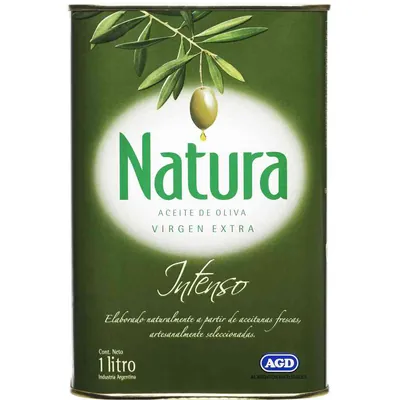 Natura
ACEITE DE OLIVA
VIRGEN EXTRA
Intenso
Elaborado naturalmente a partir de aceitunas frescas,
artesanalmente seleccionadas.
Cont. Neto
1 litro
Industria Argentina
AGD